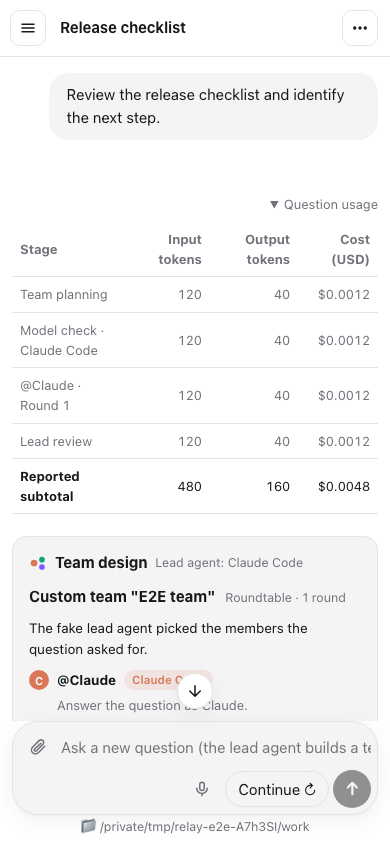 Release checklist
Review the release checklist and identify
the next step.
▼ Question usage
Stage Input tokens Output tokens Cost (USD)
Team planning 120 40 $0.0012
Model check · Claude Code 120 40 $0.0012
@Claude · Round 1 120 40 $0.0012
Lead review 120 40 $0.0012
Reported subtotal 480 160 $0.0048
Team design Lead agent: Claude Code
Custom team "E2E team" Roundtable · 1 round
The fake lead agent picked the members the
question asked for.
C @Claude Claude
Answer the question as Claude.
Ask a new question (the lead agent builds a te
Continue
/private/tmp/relay-e2e-A7h3SI/work